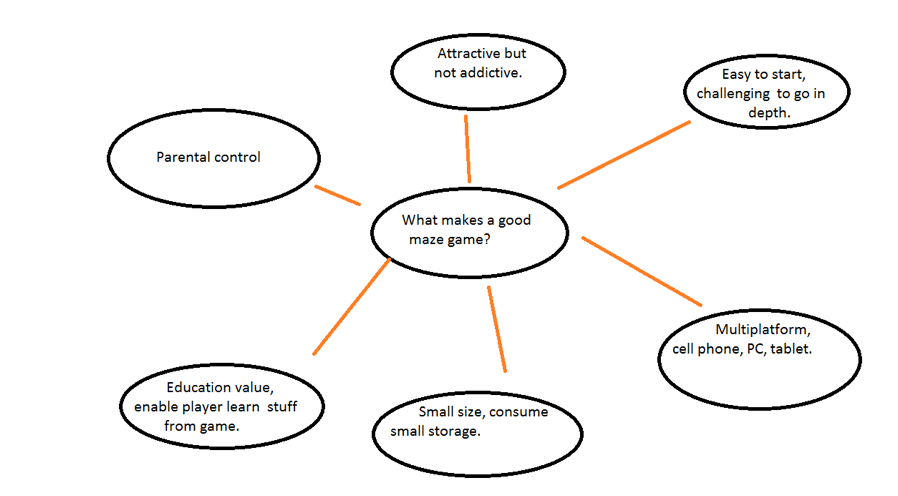 Attractive but
not addictive.
Easy to start,
challenging to go in
depth.
Parental control
What makes a good
maze game?
Multiplatform,
cell phone, PC, tablet.
Education value,
enable player learn stuff
from game.
Small size, consume
small storage.